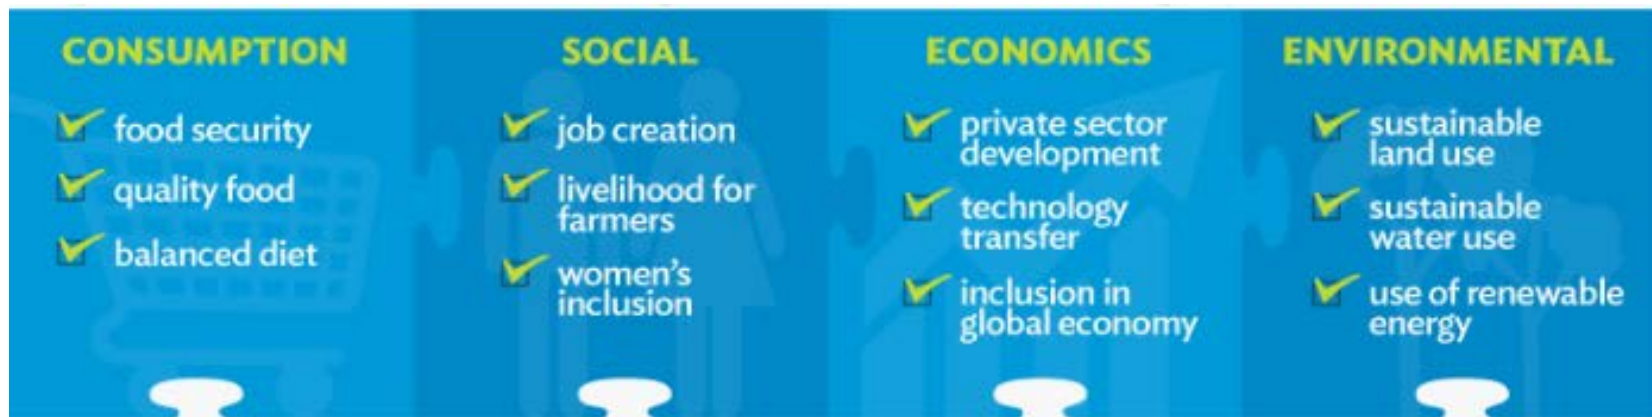 CONSUMPTION
food security
quality food
balanced diet
SOCIAL
job creation
livelihood for
farmers
women's
inclusion
ECONOMICS
private sector
development
technology
transfer
inclusion in
global economy
ENVIRONMENTAL
sustainable
land use
sustainable
water use
use of renewable
energy